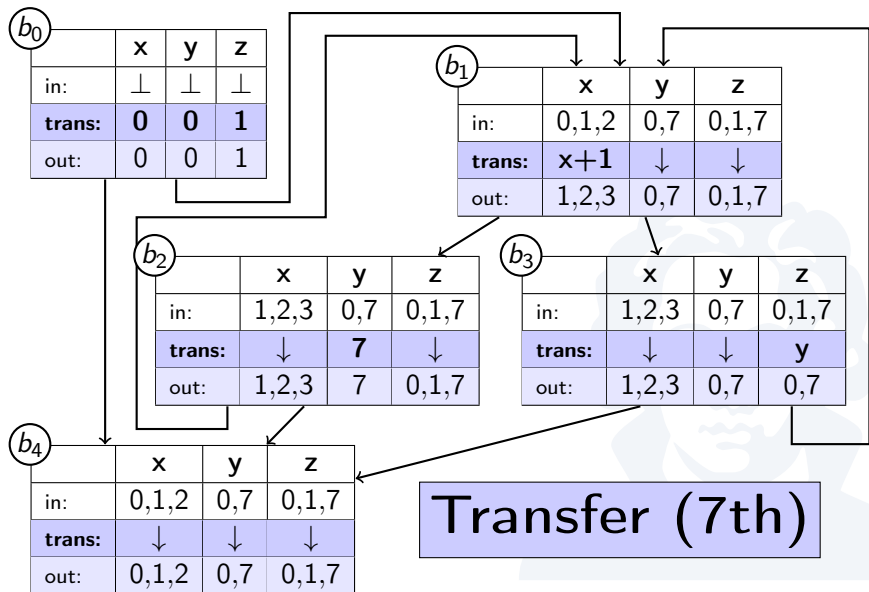 b0
x y z
in: ⊥ ⊥ ⊥
trans: 0 0 1
out: 0 0 1
b1
x y z
in: 0,1,2 0,7 0,1,7
trans: x+1 ↓ ↓
out: 1,2,3 0,7 0,1,7
b2
x y z
in: 1,2,3 0,7 0,1,7
trans: ↓ 7 ↓
out: 1,2,3 7 0,1,7
b3
x y z
in: 1,2,3 0,7 0,1,7
trans: ↓ ↓ y
out: 1,2,3 0,7 0,7
b4
x y z
in: 0,1,2 0,7 0,1,7
trans: ↓ ↓ ↓
out: 0,1,2 0,7 0,1,7
Transfer (7th)